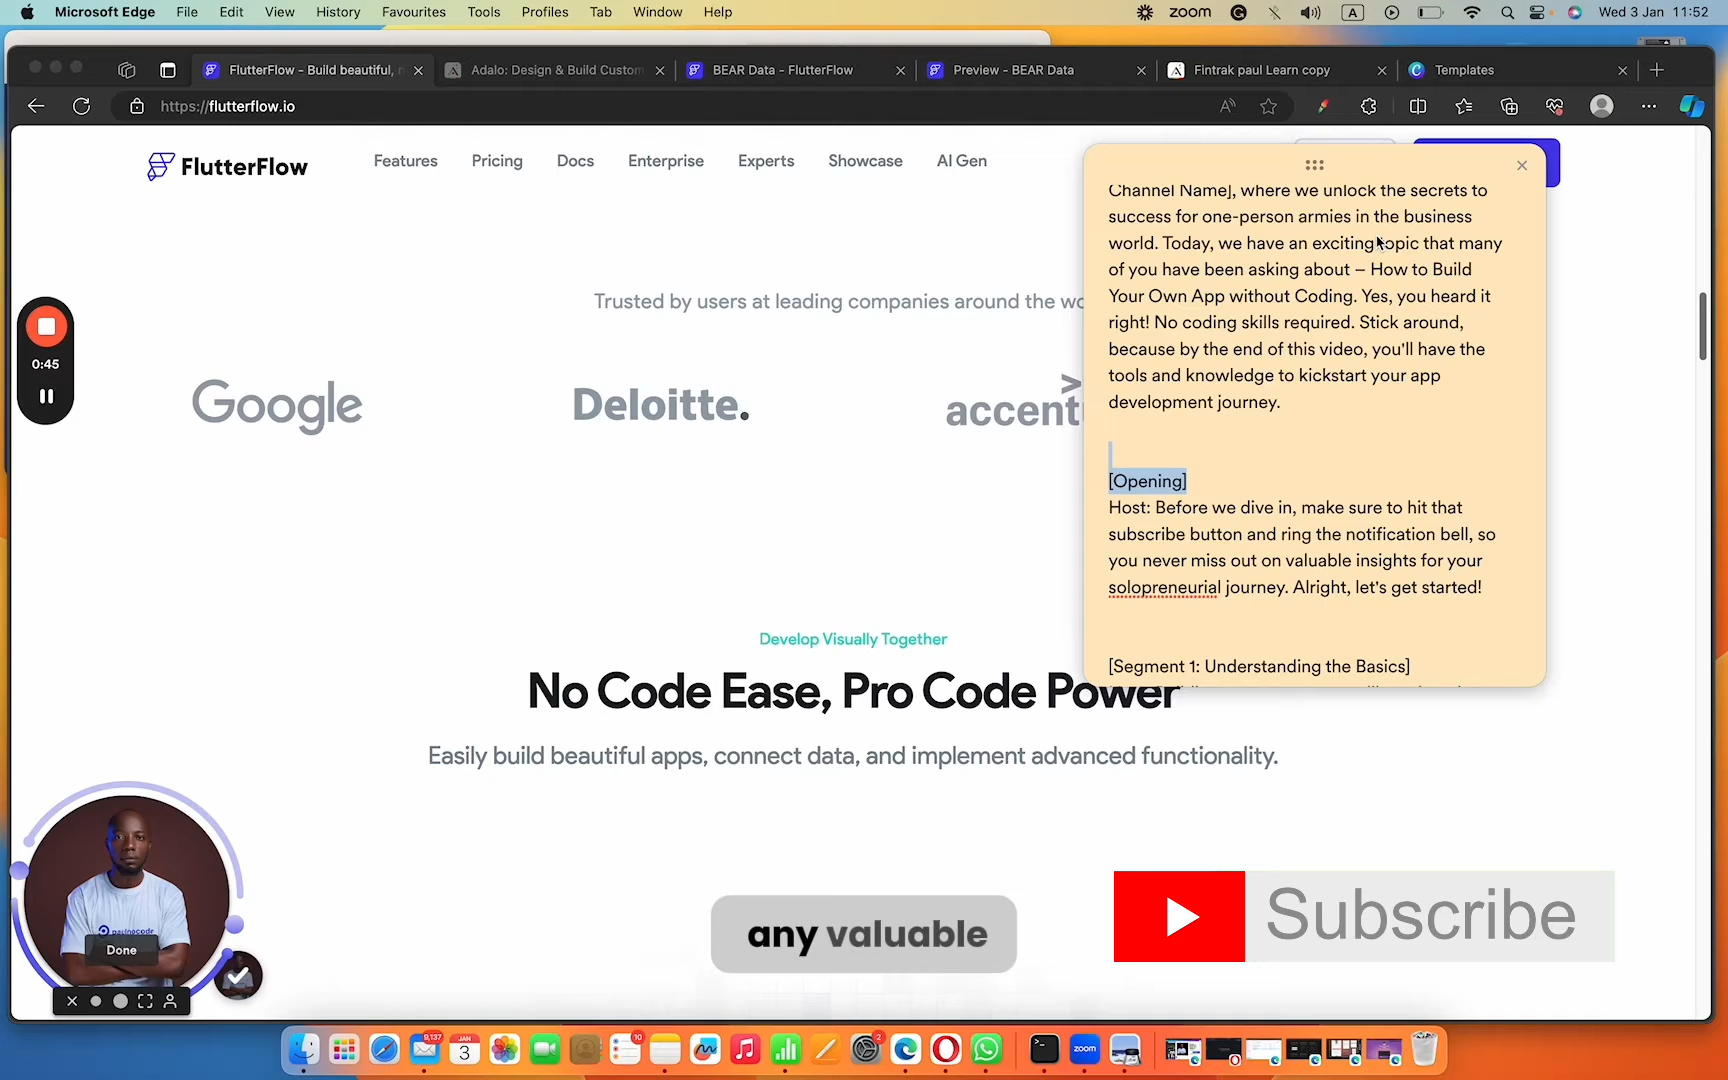 Microsoft Edge File Edit View History Favourites Tools Profiles Tab Window Help zoom A Wed 3 Jan 11:52
FlutterFlow - Build beautiful, Adalo: Design & Build Custom BEAR Data - FlutterFlow Preview - BEAR Data Fintrak paul Learn copy Templates
https://flutterflow.io
FlutterFlow Features Pricing Docs Enterprise Experts Showcase AI Gen
Channel Name], where we unlock the secrets to
success for one-person armies in the business
world. Today, we have an exciting topic that many
of you have been asking about – How to Build
Your Own App without Coding. Yes, you heard it
right! No coding skills required. Stick around,
because by the end of this video, you'll have the
tools and knowledge to kickstart your app
development journey.
[Opening]
Host: Before we dive in, make sure to hit that
subscribe button and ring the notification bell, so
you never miss out on valuable insights for your
solopreneurial journey. Alright, let's get started!
[Segment 1: Understanding the Basics]
Trusted by users at leading companies around the
0:45
Google Deloitte. accent
Develop Visually Together
No Code Ease, Pro Code Power
Easily build beautiful apps, connect data, and implement advanced functionality.
any valuable
Subscribe
paulnocode
Done
9,137
JAN
3
10
2
zoom